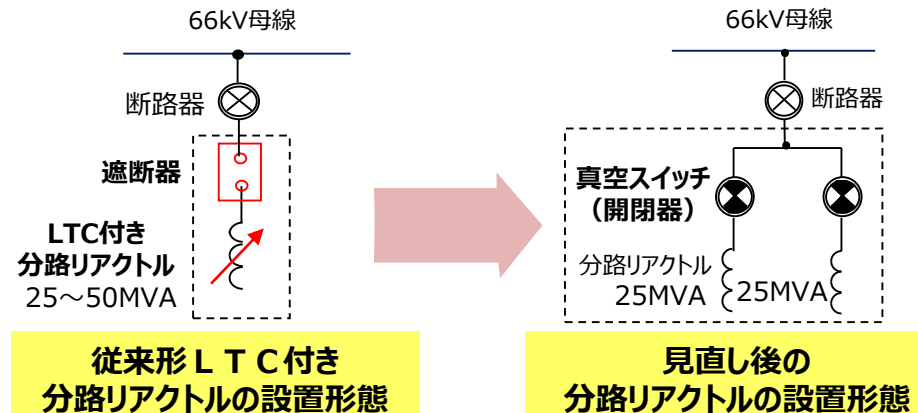 66kV母線
断路器
遮断器
LTC付き
分路リアクトル
25～50MVA
従来形ＬＴＣ付き
分路リアクトルの設置形態
66kV母線
断路器
真空スイッチ
（開閉器）
分路リアクトル
25MVA
25MVA
見直し後の
分路リアクトルの設置形態